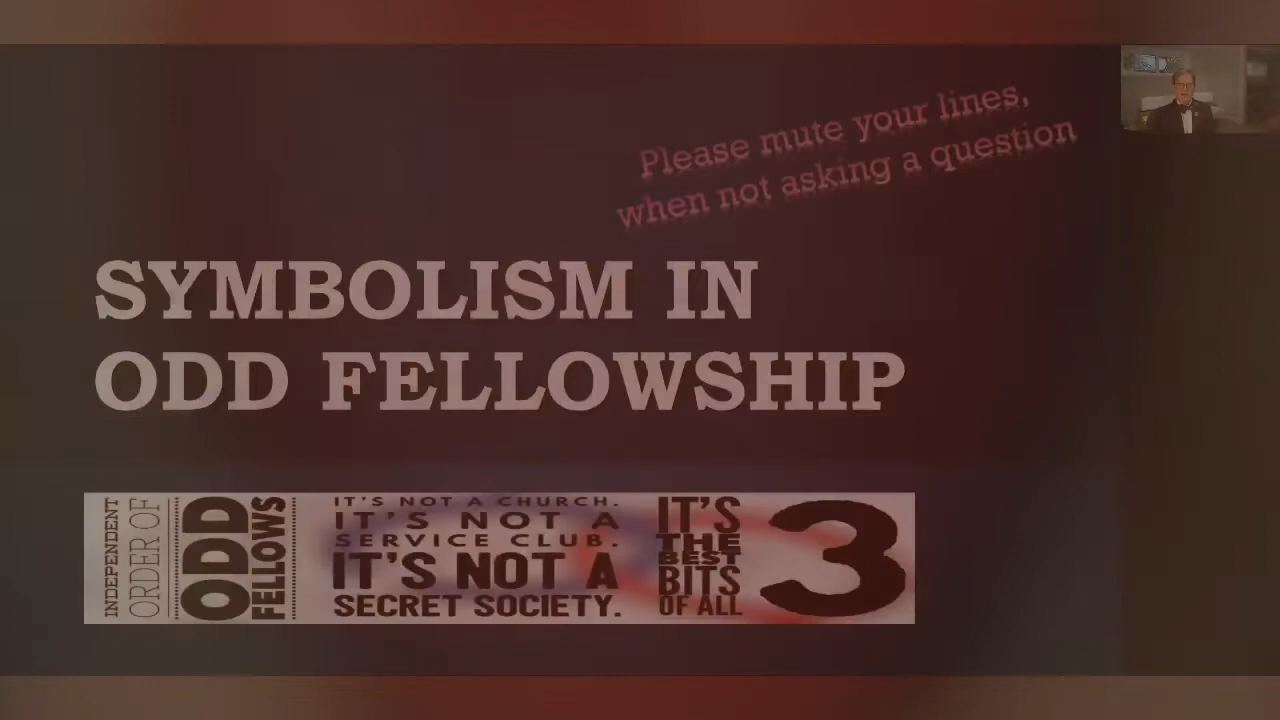 Please mute your lines,
when not asking a question
SYMBOLISM IN
ODD FELLOWSHIP
INDEPENDENT
ORDER OF
ODD
FELLOWS
IT'S NOT A CHURCH.
IT'S NOT A
SERVICE CLUB.
IT'S NOT A
SECRET SOCIETY.
IT'S
THE
BEST
BITS
OF ALL
3